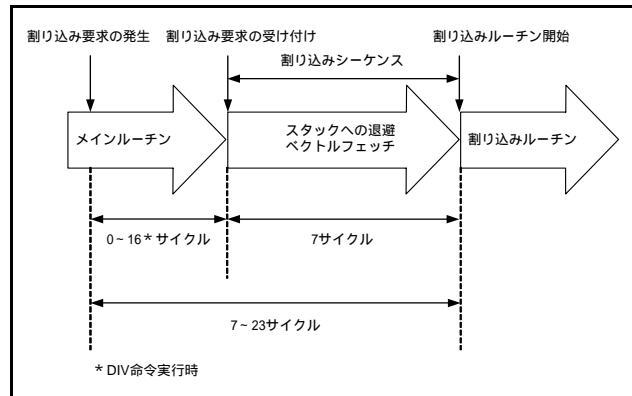 割り込み要求の発生
割り込み要求の受け付け
割り込みルーチン開始
割り込みシーケンス
メインルーチン
スタックへの退避
ベクトルフェッチ
割り込みルーチン
0~16*サイクル
7サイクル
7~23サイクル
* DIV命令実行時